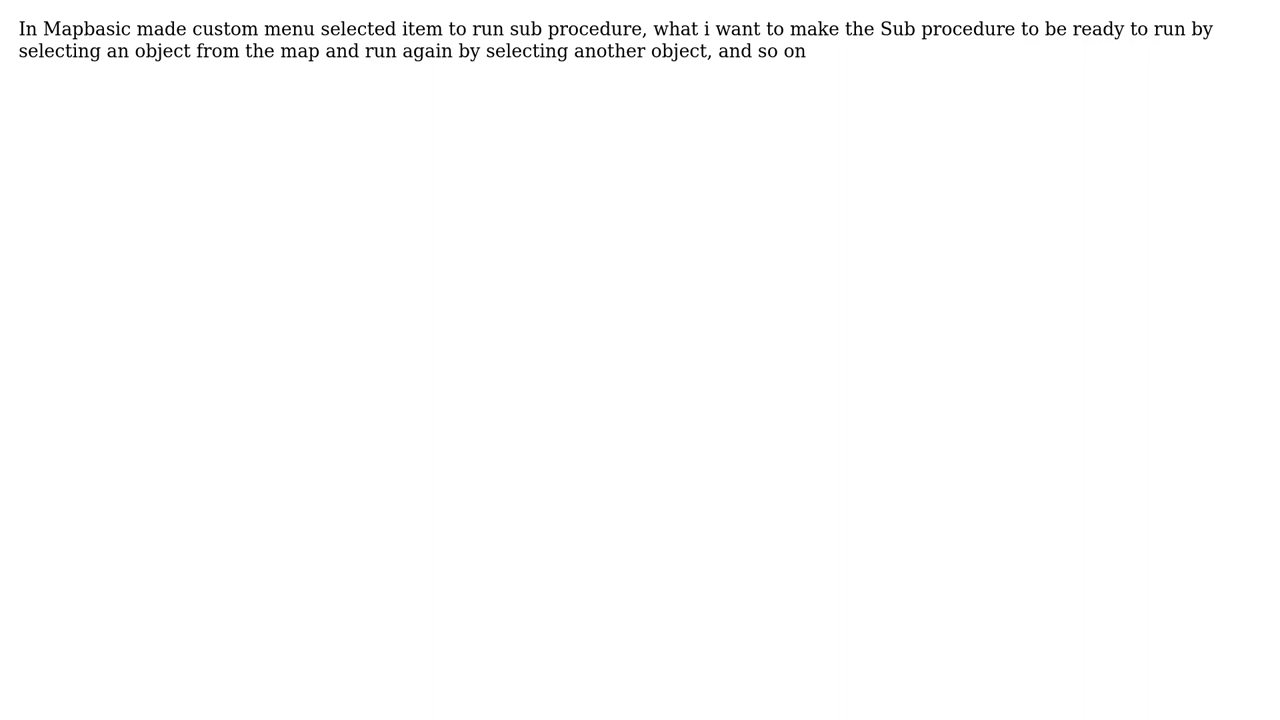 In Mapbasic made custom menu selected item to run sub procedure, what i want to make the Sub procedure to be ready to run by
selecting an object from the map and run again by selecting another object, and so on